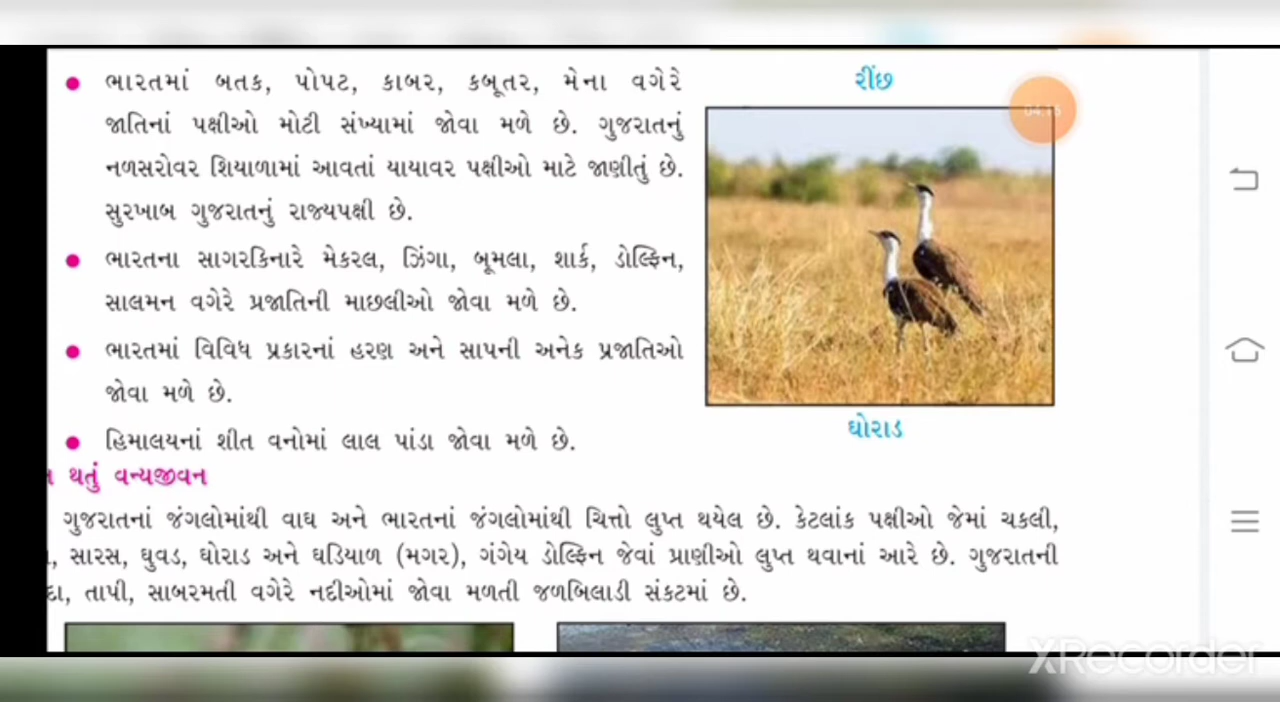 ભારતમાં બતક, પોપટ, કાબર, કબૂતર, મેના વગેરે
જાતિનાં પક્ષીઓ મોટી સંખ્યામાં જોવા મળે છે. ગુજરાતનું
નળસરોવર શિયાળામાં આવતાં યાયાવર પક્ષીઓ માટે જાણીતું છે.
સુરખાબ ગુજરાતનું રાજ્યપક્ષી છે.
ભારતના સાગરકિનારે મેકરલ, ઝિંગા, બૂમલા, શાર્ક, ડોલ્ફિન,
સાલમન વગેરે પ્રજાતિની માછલીઓ જોવા મળે છે.
ભારતમાં વિવિધ પ્રકારનાં હરણ અને સાપની અનેક પ્રજાતિઓ
જોવા મળે છે.
હિમાલયનાં શીત વનોમાં લાલ પાંડા જોવા મળે છે.
રીંછ
04:15
ઘોરાડ
થતું વન્યજીવન
ગુજરાતનાં જંગલોમાંથી વાઘ અને ભારતનાં જંગલોમાંથી ચિત્તો લુપ્ત થયેલ છે. કેટલાંક પક્ષીઓ જેમાં ચકલી,
, સારસ, ઘુવડ, ઘોરાડ અને ઘડિયાળ (મગર), ગંગેય ડોલ્ફિન જેવાં પ્રાણીઓ લુપ્ત થવાનાં આરે છે. ગુજરાતની
તાપી, સાબરમતી વગેરે નદીઓમાં જોવા મળતી જળબિલાડી સંકટમાં છે.
XRecorder